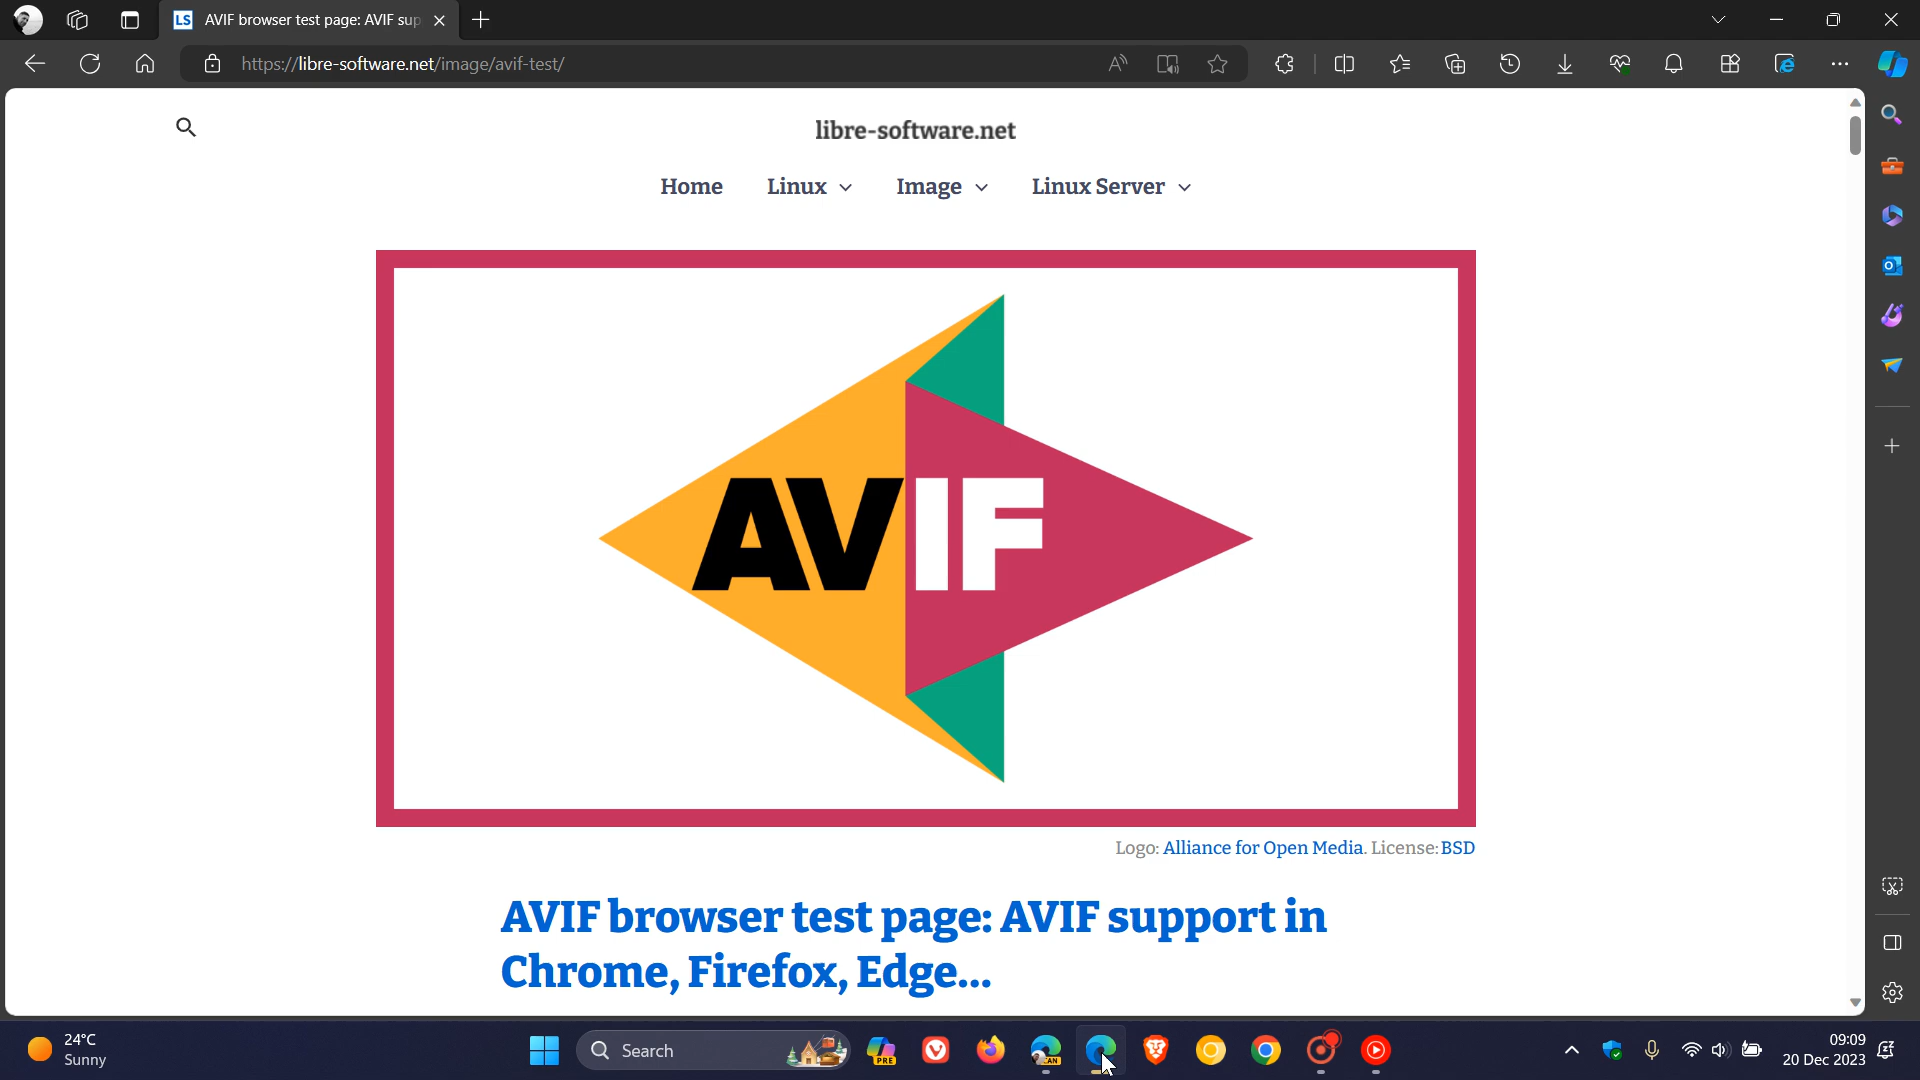 AVIF browser test page: AVIF sup
https://libre-software.net/image/avif-test/
libre-software.net
Home Linux Image Linux Server
AVIF
Logo: Alliance for Open Media. License: BSD
AVIF browser test page: AVIF support in
Chrome, Firefox, Edge...
24°C
Sunny
Search
PRE
CAN
09:09
20 Dec 2023